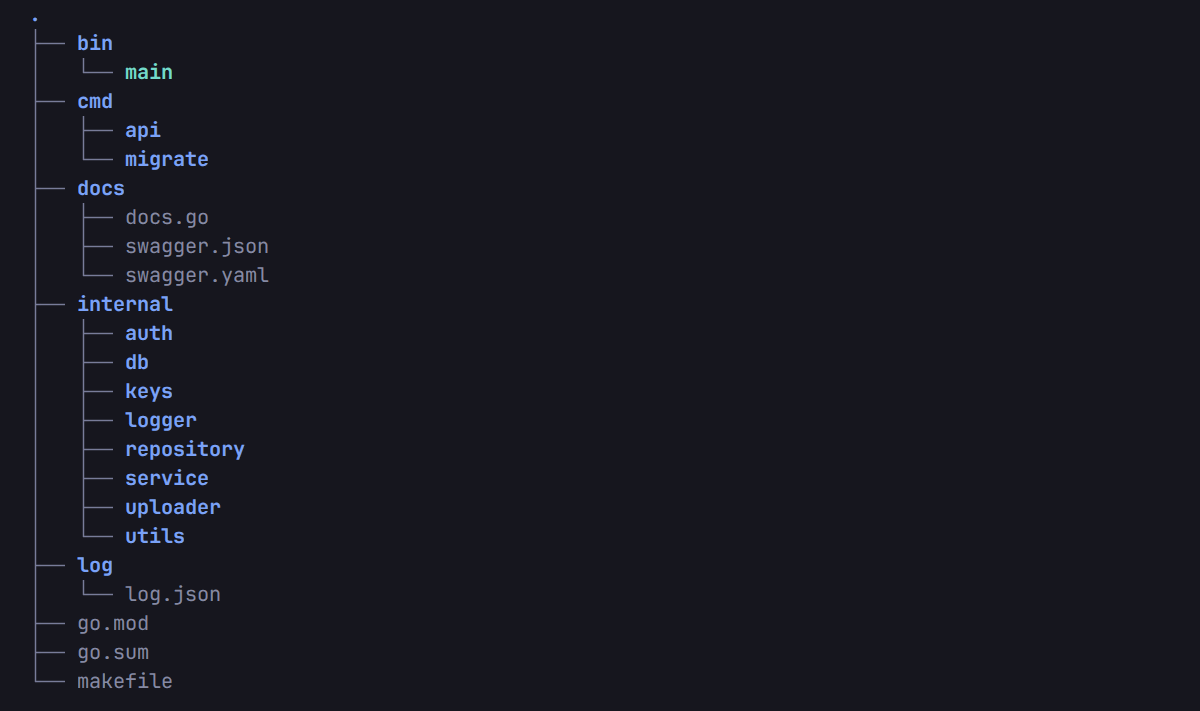 .
├── bin
│   └── main
├── cmd
│   ├── api
│   └── migrate
├── docs
│   ├── docs.go
│   ├── swagger.json
│   └── swagger.yaml
├── internal
│   ├── auth
│   ├── db
│   ├── keys
│   ├── logger
│   ├── repository
│   ├── service
│   ├── uploader
│   └── utils
├── log
│   └── log.json
├── go.mod
├── go.sum
└── makefile